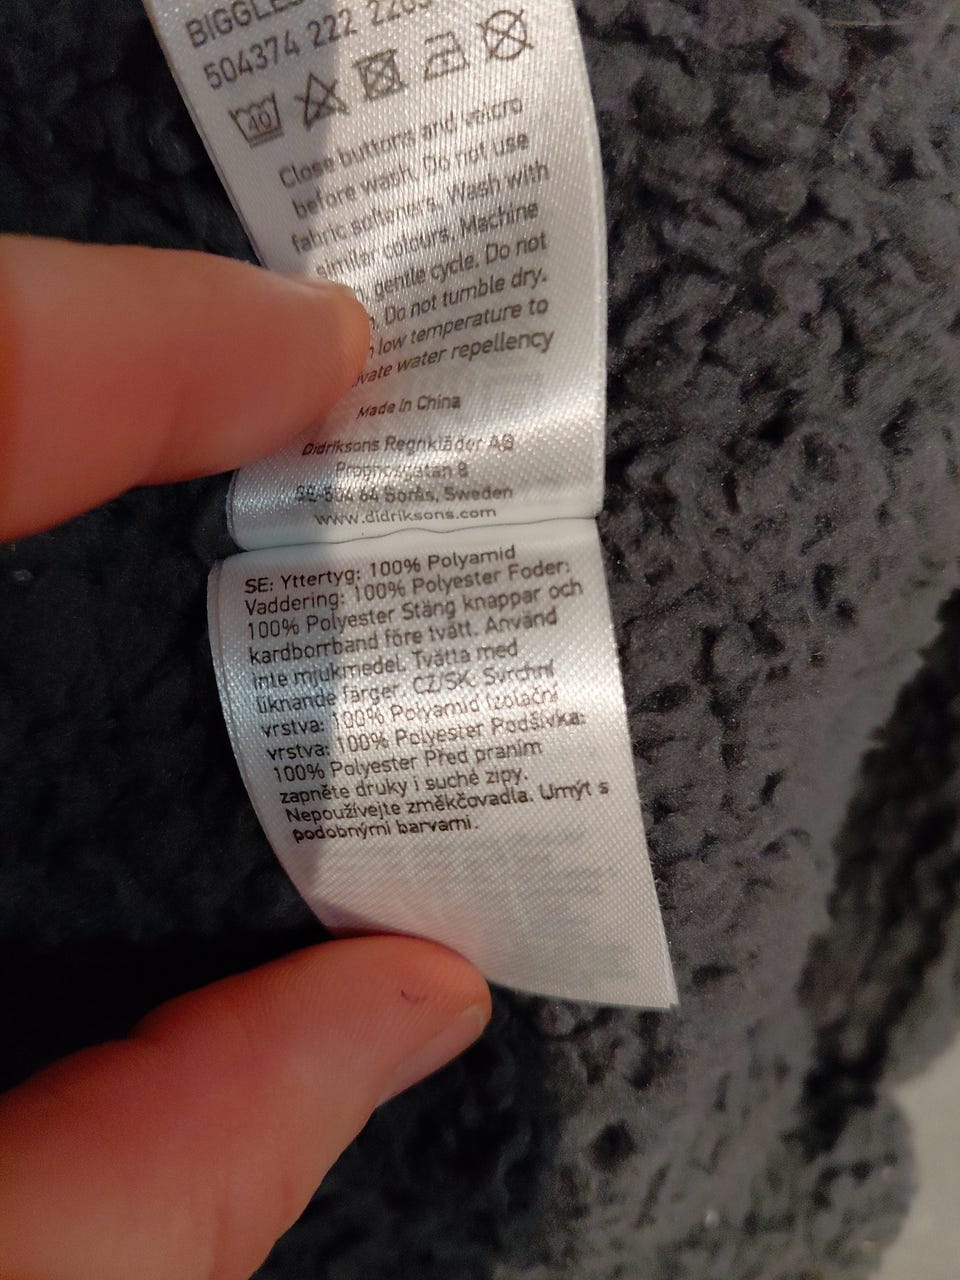 BIGGLES
504374 222 2203
40
Close buttons and velcro
before wash. Do not use
fabric softeners. Wash with
similar colours. Machine
gentle cycle. Do not
Do not tumble dry.
low temperature to
water repellency
Made in China
Didriksons Regnkläder AB
8
SE-504 64 Borås, Sweden
www.didriksons.com
SE: Yttertyg: 100% Polyamid
Vaddering: 100% Polyester Foder:
100% Polyester Stäng knappar och
kardborrband före tvätt. Använd
inte mjukmedel. Tvätta med
liknande färger. CZ/SK: Svrchní
vrstva: 100% Polyamid Izolační
vrstva: 100% Polyester Podšívka:
100% Polyester Před praním
zapněte druky i suché zipy.
Nepoužívejte změkčovadla. Umýt s
podobnými barvami.